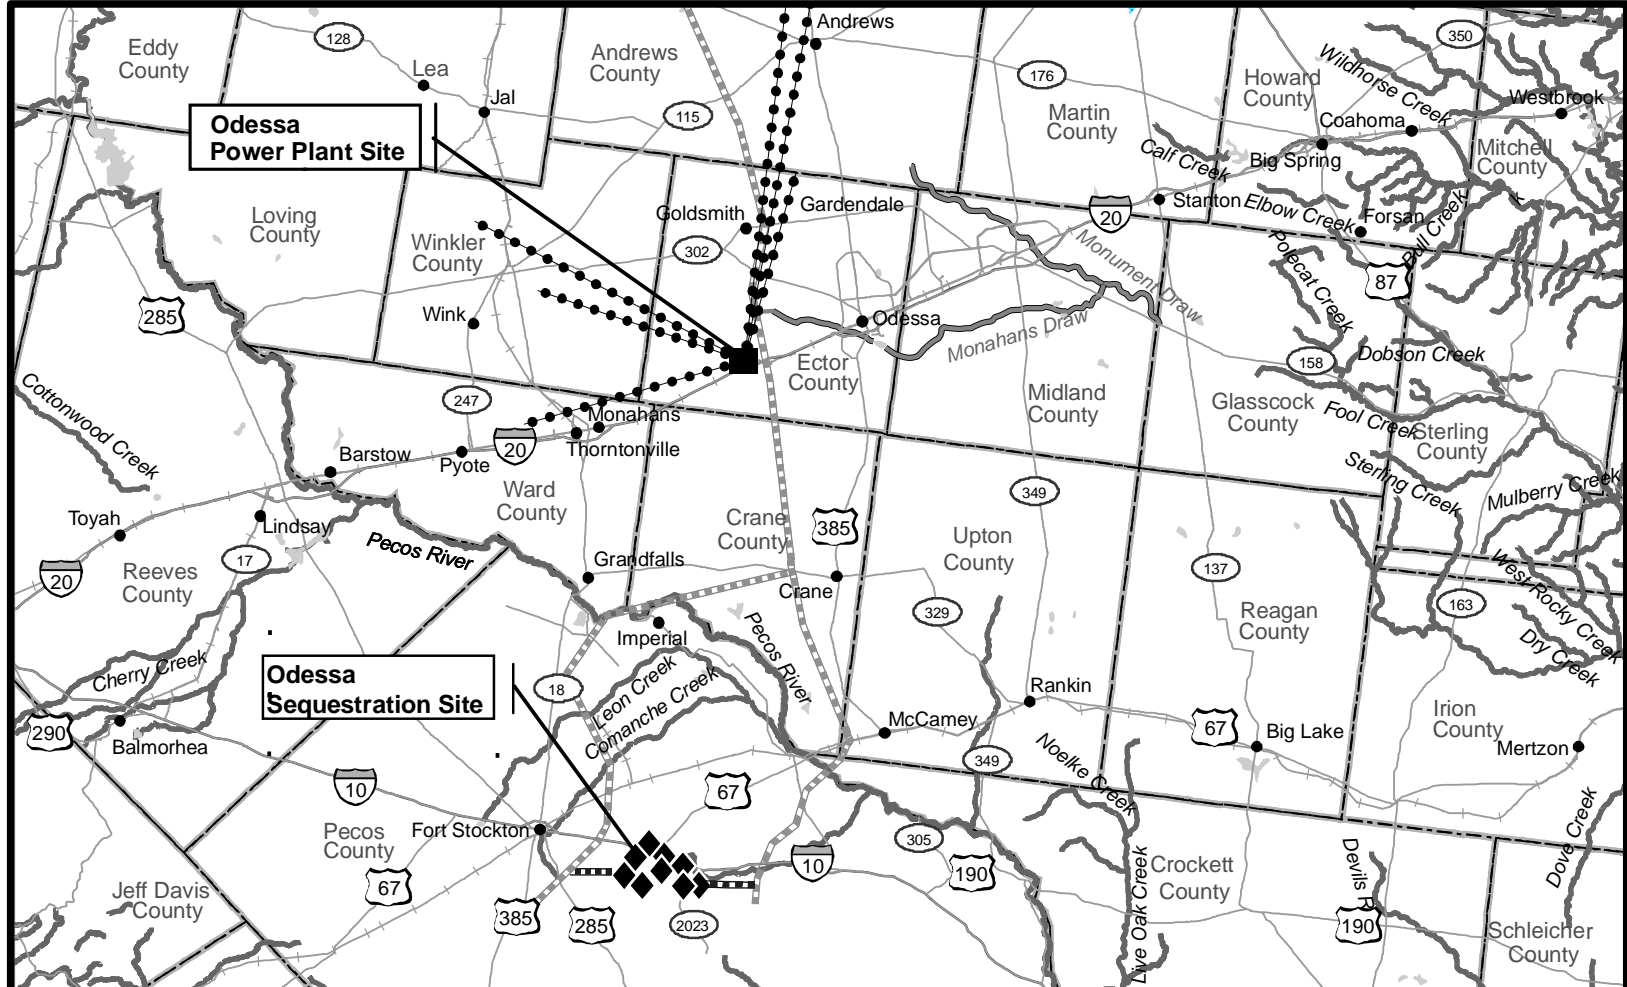 Andrews
350
Eddy
County
128
Andrews
County
Lea
176
Howard
County
Wildhorse Creek
Jal
Westbrook
115
Martin
County
Coahoma
Odessa
Power Plant Site
Calf Creek
Big Spring
Mitchell
County
Loving
County
Goldsmith
Gardendale
20
Stanton
Elbow Creek
Forsan
Bull Creek
k
Winkler
County
302
Monument Draw
Polecat Creek
87
285
Wink
Odessa
Monahans Draw
Ector
County
158
Dobson Creek
Cottonwood Creek
247
Monahans
Midland
County
Glasscock
County
Fool Creek
Sterling
County
Barstow
Pyote
20
Thorntonville
Sterling Creek
Mulberry Creek
Ward
County
349
Toyah
Lindsay
Crane
County
385
Upton
County
Pecos River
17
20
Reeves
County
Grandfalls
137
West Rocky Creek
Crane
329
163
Reagan
County
Imperial
Pecos River
Dry Creek
Cherry Creek
Odessa
Sequestration Site
18
Leon Creek
Comanche Creek
Rankin
290
Balmorhea
McCamey
67
Big Lake
Irion
County
Mertzon
349
Noelke Creek
10
67
Pecos
County
Fort Stockton
305
10
190
Crockett
County
Devils R
Dove Creek
67
Jeff Davis
County
385
285
2023
Live Oak Creek
190
Schleicher
County